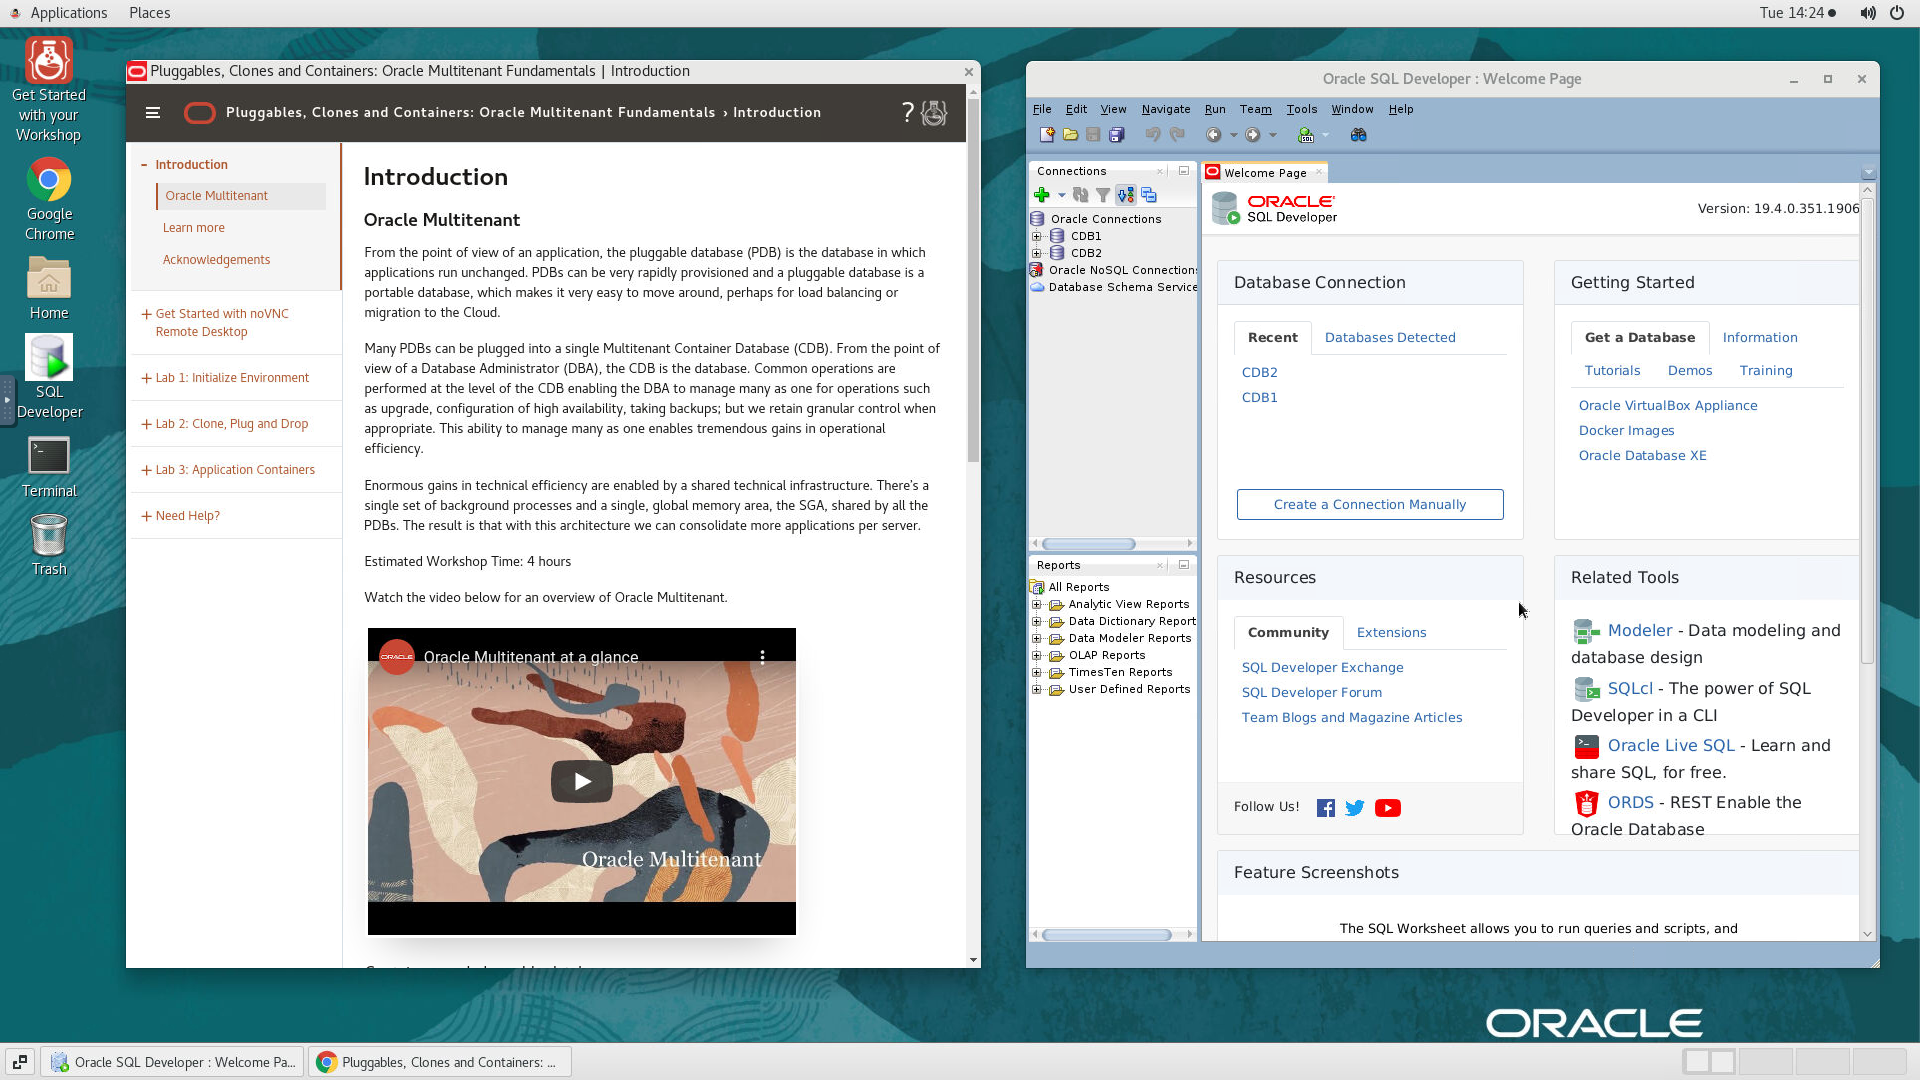 Applications Places
Tue 14:24
Get Started
with your
Workshop
Google
Chrome
Home
SQL
Developer
Terminal
Trash
Pluggables, Clones and Containers: Oracle Multitenant Fundamentals | Introduction
Pluggables, Clones and Containers: Oracle Multitenant Fundamentals › Introduction
?
- Introduction
Oracle Multitenant
Learn more
Acknowledgements
+ Get Started with noVNC
Remote Desktop
+ Lab 1: Initialize Environment
+ Lab 2: Clone, Plug and Drop
+ Lab 3: Application Containers
+ Need Help?
Introduction
Oracle Multitenant
From the point of view of an application, the pluggable database (PDB) is the database in which
applications run unchanged. PDBs can be very rapidly provisioned and a pluggable database is a
portable database, which makes it very easy to move around, perhaps for load balancing or
migration to the Cloud.
Many PDBs can be plugged into a single Multitenant Container Database (CDB). From the point of
view of a Database Administrator (DBA), the CDB is the database. Common operations are
performed at the level of the CDB enabling the DBA to manage many as one for operations such
as upgrade, configuration of high availability, taking backups; but we retain granular control when
appropriate. This ability to manage many as one enables tremendous gains in operational
efficiency.
Enormous gains in technical efficiency are enabled by a shared technical infrastructure. There's a
single set of background processes and a single, global memory area, the SGA, shared by all the
PDBs. The result is that with this architecture we can consolidate more applications per server.
Estimated Workshop Time: 4 hours
Watch the video below for an overview of Oracle Multitenant.
ORACLE
Oracle Multitenant at a glance
Oracle Multitenant
Oracle SQL Developer : Welcome Page
File Edit View Navigate Run Team Tools Window Help
SQL
Connections
Oracle Connections
CDB1
CDB2
Oracle NoSQL Connections
Database Schema Service
Reports
All Reports
Analytic View Reports
Data Dictionary Report
Data Modeler Reports
OLAP Reports
TimesTen Reports
User Defined Reports
Welcome Page
ORACLE
SQL Developer
Version: 19.4.0.351.1906
Database Connection
Recent Databases Detected
CDB2
CDB1
Create a Connection Manually
Getting Started
Get a Database Information
Tutorials Demos Training
Oracle VirtualBox Appliance
Docker Images
Oracle Database XE
Resources
Community Extensions
SQL Developer Exchange
SQL Developer Forum
Team Blogs and Magazine Articles
Follow Us!
Related Tools
Modeler - Data modeling and
database design
SQLcl - The power of SQL
Developer in a CLI
Oracle Live SQL - Learn and
share SQL, for free.
ORDS - REST Enable the
Oracle Database
Feature Screenshots
The SQL Worksheet allows you to run queries and scripts, and
ORACLE
Oracle SQL Developer : Welcome Pa...
Pluggables, Clones and Containers: ...